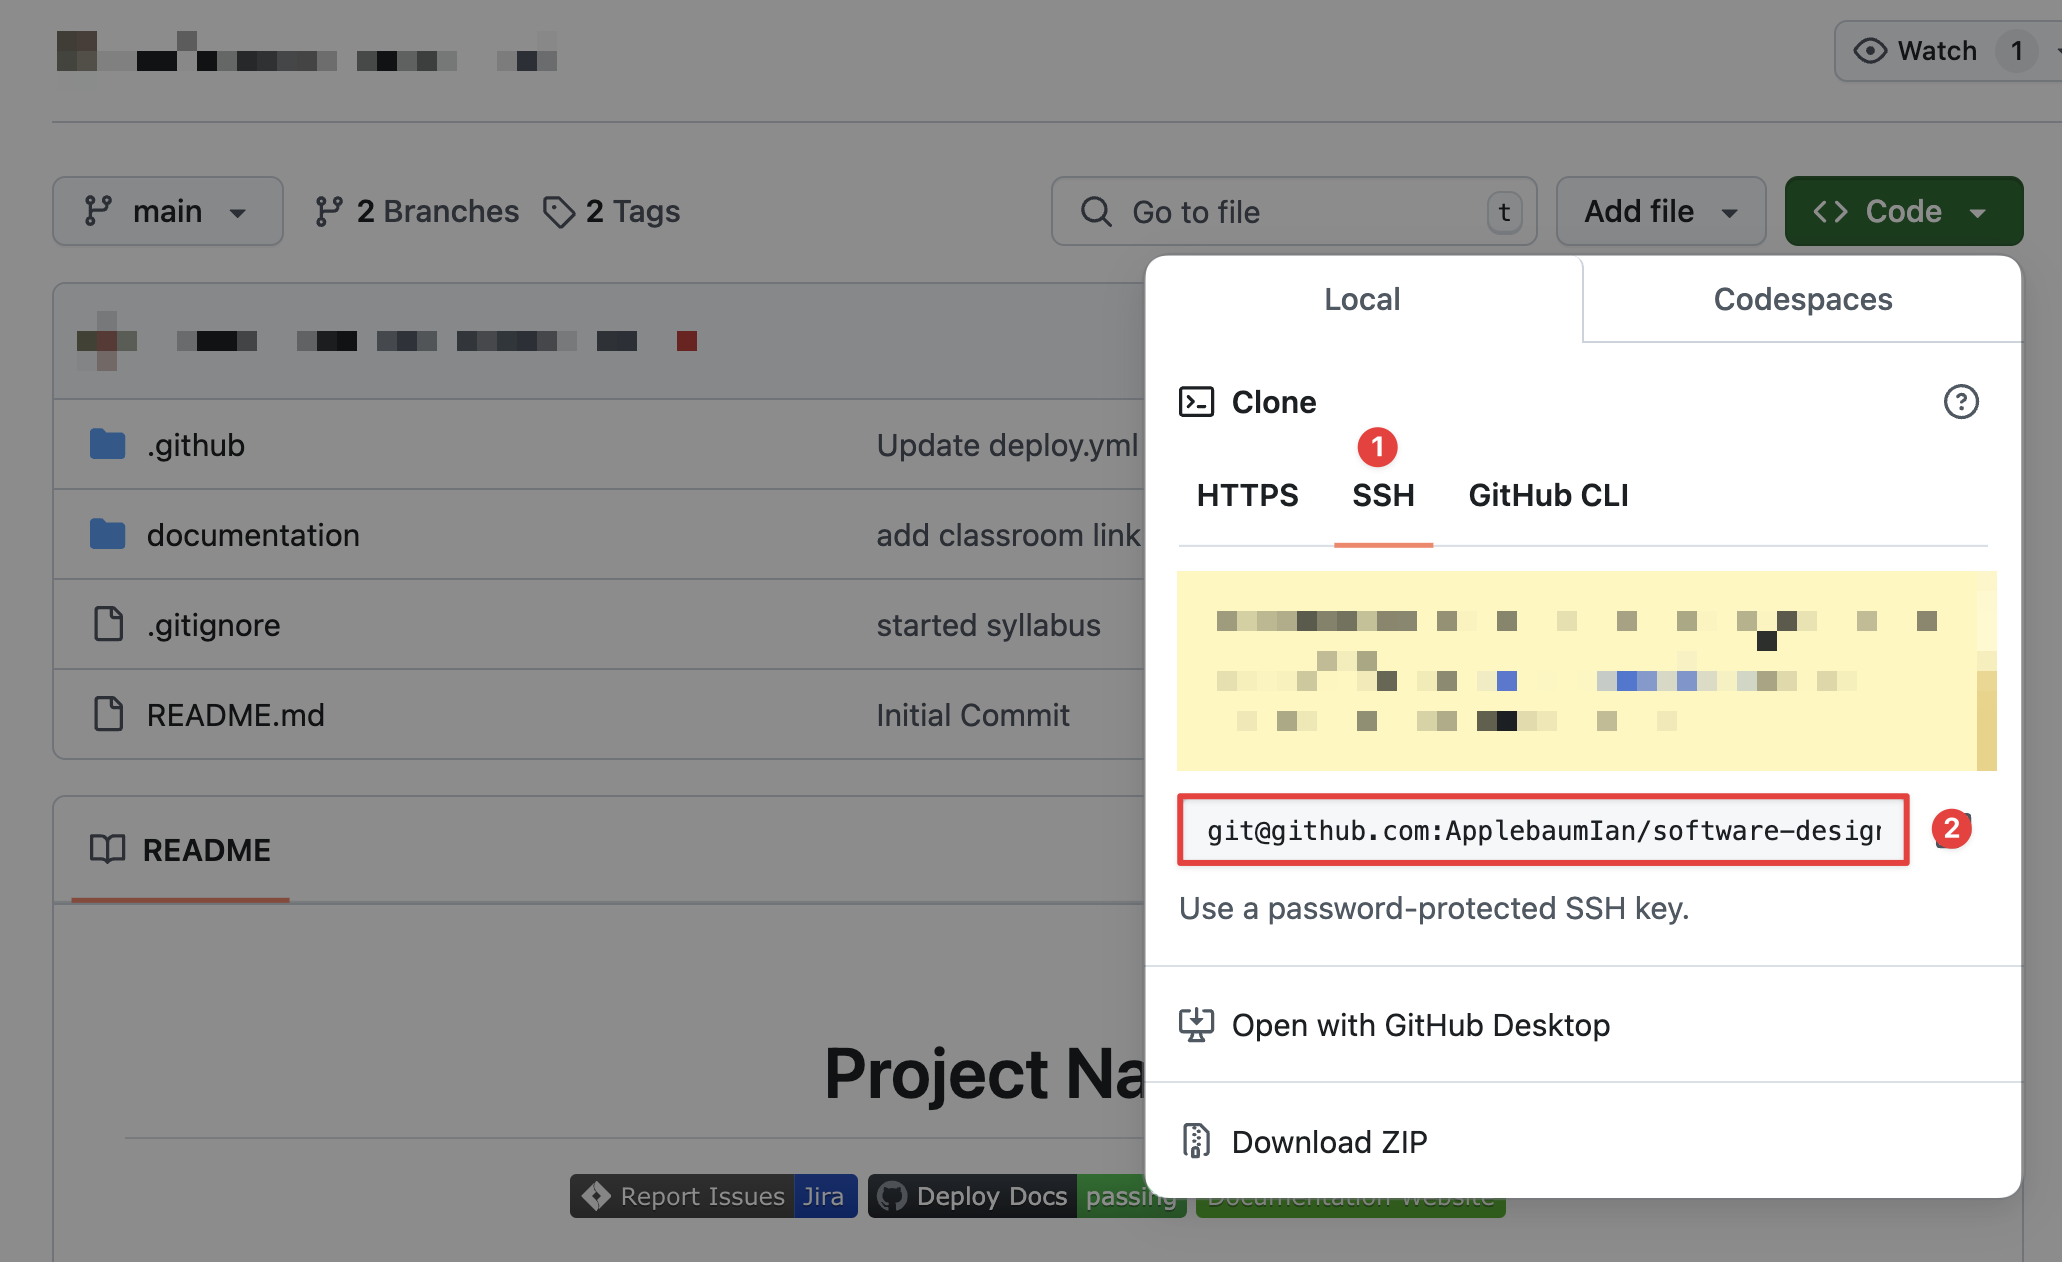 Watch 1
main
2 Branches
2 Tags
Go to file
t
Add file
Code
Local
Codespaces
Clone
1
HTTPS
SSH
GitHub CLI
.github
Update deploy.yml
documentation
add classroom link
.gitignore
started syllabus
README.md
Initial Commit
git@github.com:ApplebaumIan/software-desig
2
Use a password-protected SSH key.
README
Open with GitHub Desktop
Project Na
Download ZIP
Report Issues Jira
Deploy Docs passing
Documentation Website